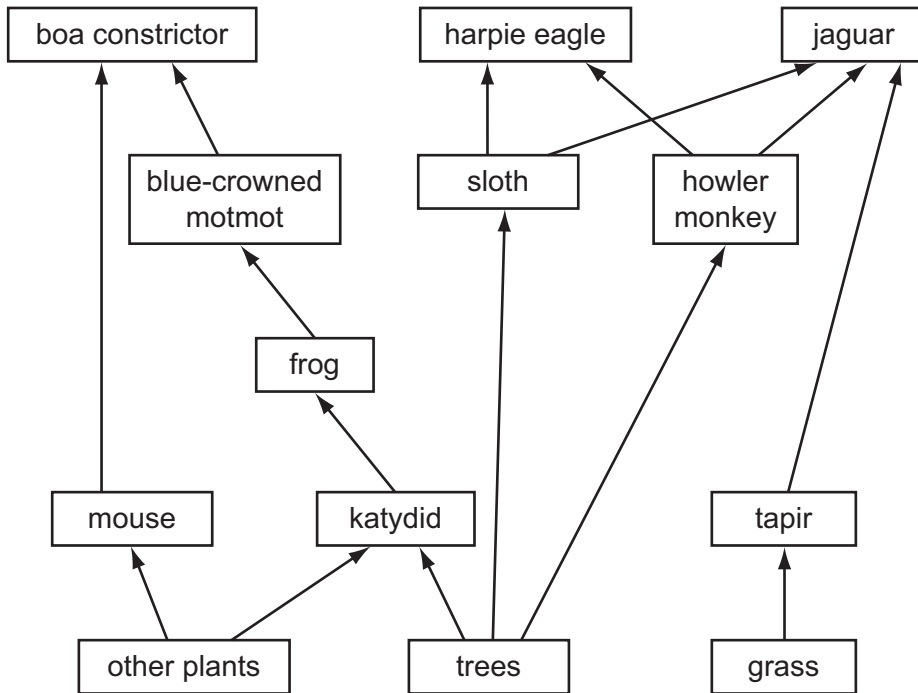 boa constrictor
harpie eagle
jaguar
blue-crowned
motmot
sloth
howler
monkey
frog
mouse
katydid
tapir
other plants
trees
grass